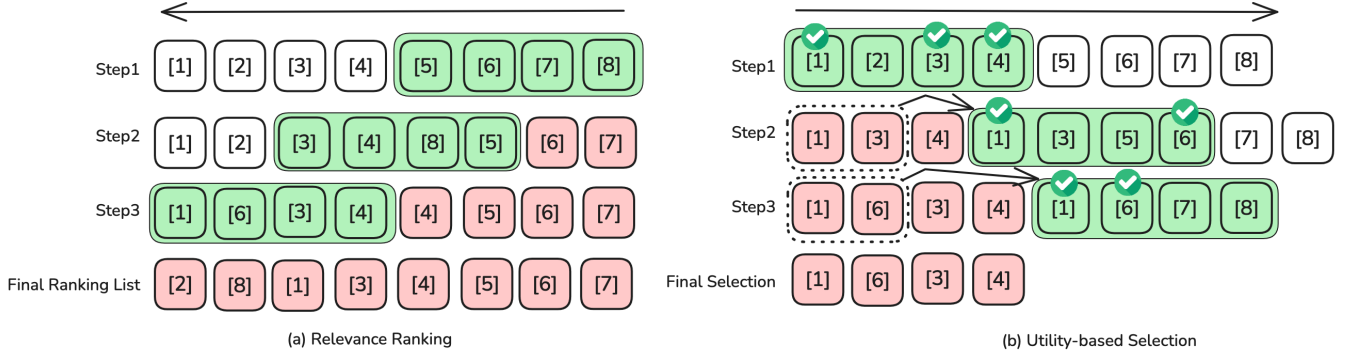 Step1 [1] [2] [3] [4] [5] [6] [7] [8]
Step2 [1] [2] [3] [4] [8] [5] [6] [7]
Step3 [1] [6] [3] [4] [4] [5] [6] [7]
Final Ranking List [2] [8] [1] [3] [4] [5] [6] [7]
(a) Relevance Ranking
Step1 [1] [2] [3] [4] [5] [6] [7] [8]
Step2 [1] [3] [4] [1] [3] [5] [6] [7] [8]
Step3 [1] [6] [3] [4] [1] [6] [7] [8]
Final Selection [1] [6] [3] [4]
(b) Utility-based Selection